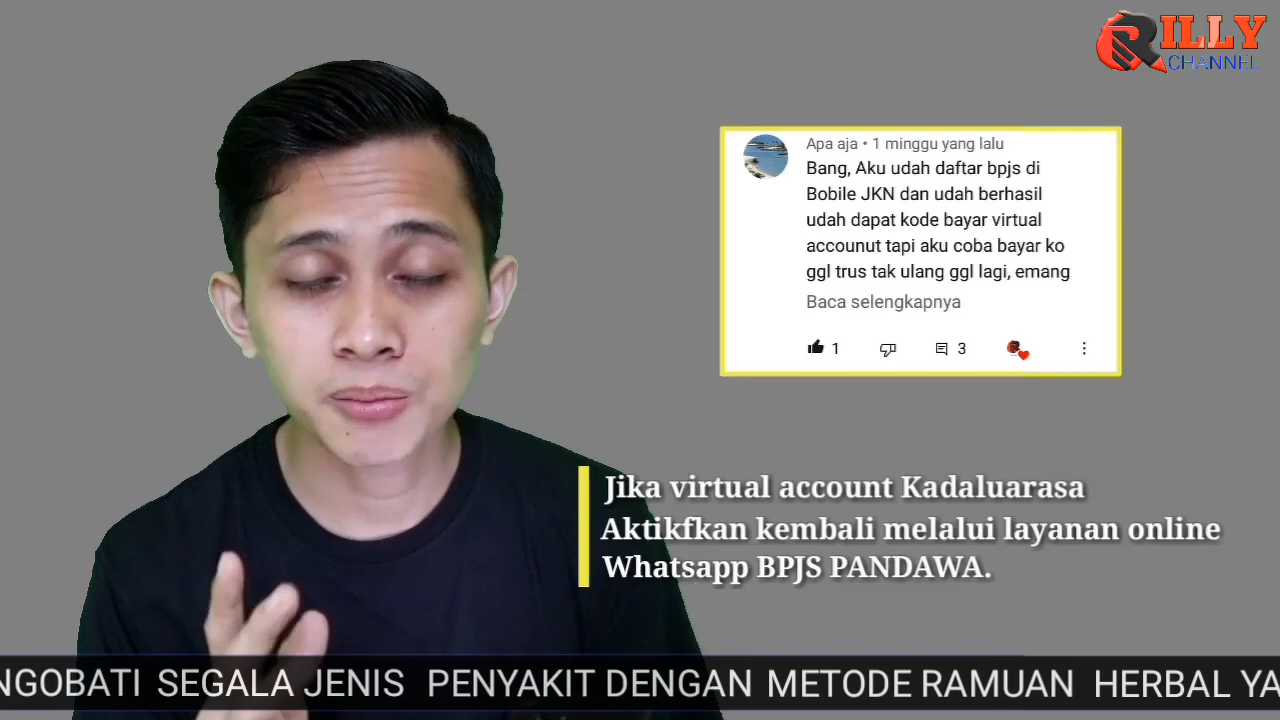 RILLY
CHANNEL
Apa aja • 1 minggu yang lalu
Bang, Aku udah daftar bpjs di
Bobile JKN dan udah berhasil
udah dapat kode bayar virtual
accounut tapi aku coba bayar ko
ggl trus tak ulang ggl lagi, emang
Baca selengkapnya
1
3
Jika virtual account Kadaluarasa
Aktikfkan kembali melalui layanan online
Whatsapp BPJS PANDAWA.
NGOBATI SEGALA JENIS PENYAKIT DENGAN METODE RAMUAN HERBAL YA